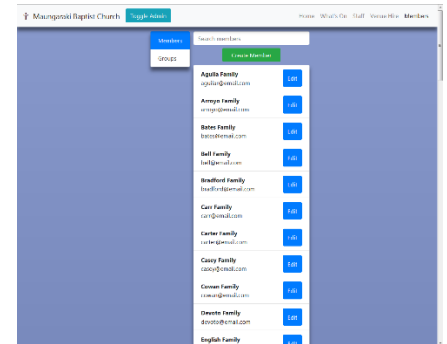 Maungaraki Baptist Church Toggle Admin Home What's On Staff Venue Hire Members
Members
Groups
Search members
Create Member
Aguila Family
aguilar@email.com
Edit
Arroyo Family
arroyo@email.com
Edit
Bates Family
bates@email.com
Edit
Bell Family
bell@email.com
Edit
Bradford Family
bradford@email.com
Edit
Carr Family
carr@email.com
Edit
Carter Family
carter@email.com
Edit
Casey Family
casey@email.com
Edit
Cowan Family
cowan@email.com
Edit
Devoto Family
devoto@email.com
Edit
English Family
Edit